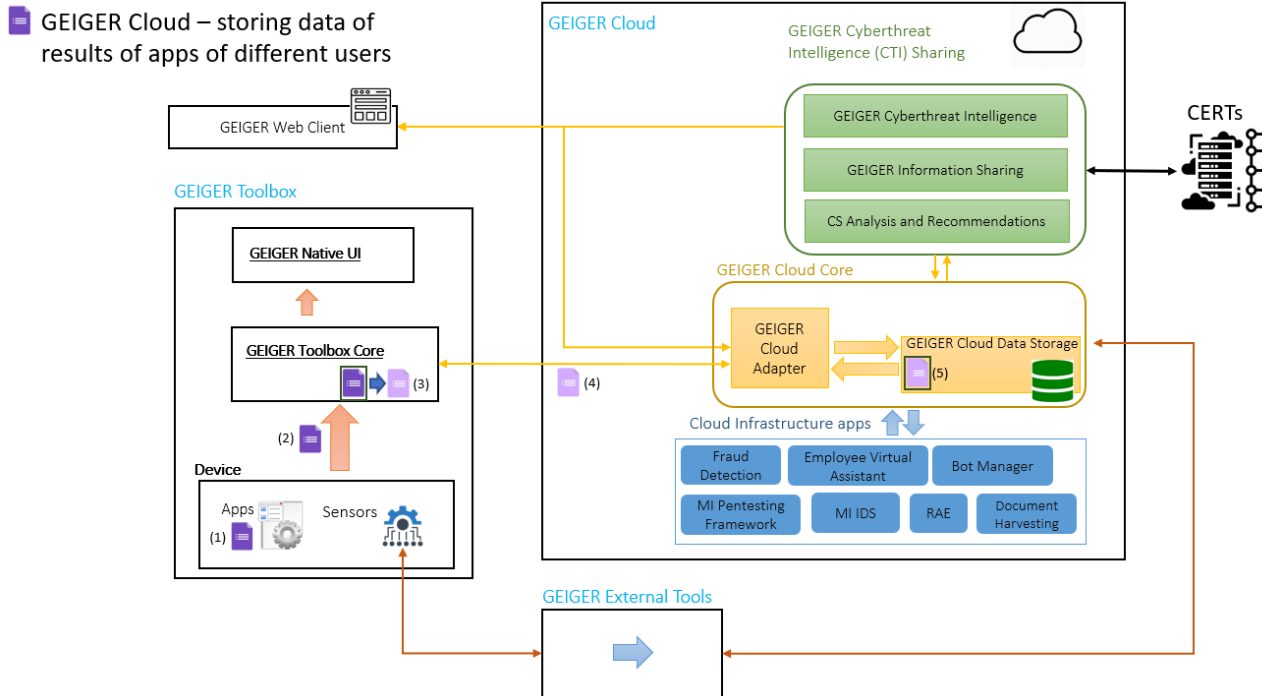 GEIGER Cloud – storing data of
results of apps of different users
GEIGER Cloud
GEIGER Cyberthreat
Intelligence (CTI) Sharing
GEIGER Web Client
GEIGER Cyberthreat Intelligence
GEIGER Information Sharing
CS Analysis and Recommendations
CERTs
GEIGER Toolbox
GEIGER Native UI
GEIGER Toolbox Core
(3)
(2)
Device
Apps
(1)
Sensors
(4)
GEIGER Cloud Core
GEIGER
Cloud
Adapter
GEIGER Cloud Data Storage
(5)
Cloud Infrastructure apps
Fraud
Detection
Employee Virtual
Assistant
Bot Manager
MI Pentesting
Framework
MI IDS
RAE
Document
Harvesting
GEIGER External Tools